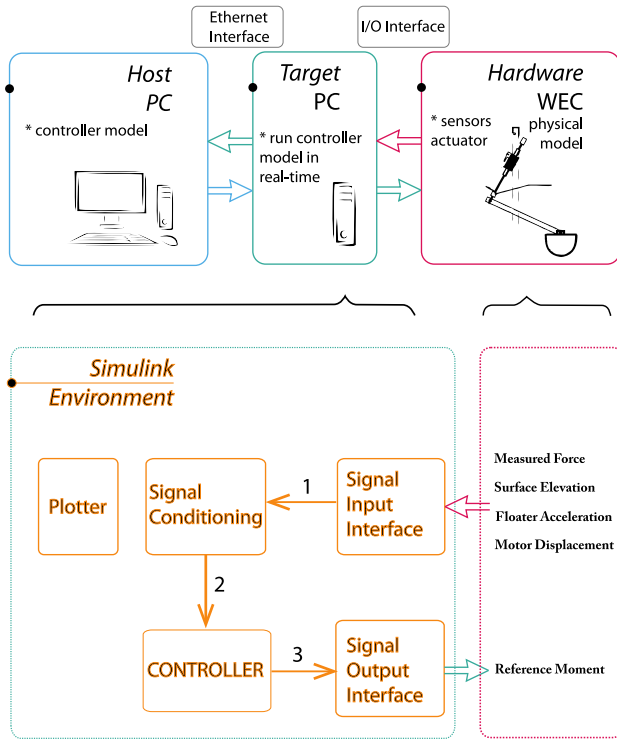 Ethernet
Interface
I/O Interface
Host
PC
* controller model
Target
PC
* run controller
model in
real-time
Hardware
WEC
* sensors
actuator
physical
model
Simulink
Environment
Plotter
Signal
Conditioning
1
Signal
Input
Interface
Measured Force
Surface Elevation
Floater Acceleration
Motor Displacement
2
CONTROLLER
3
Signal
Output
Interface
Reference Moment